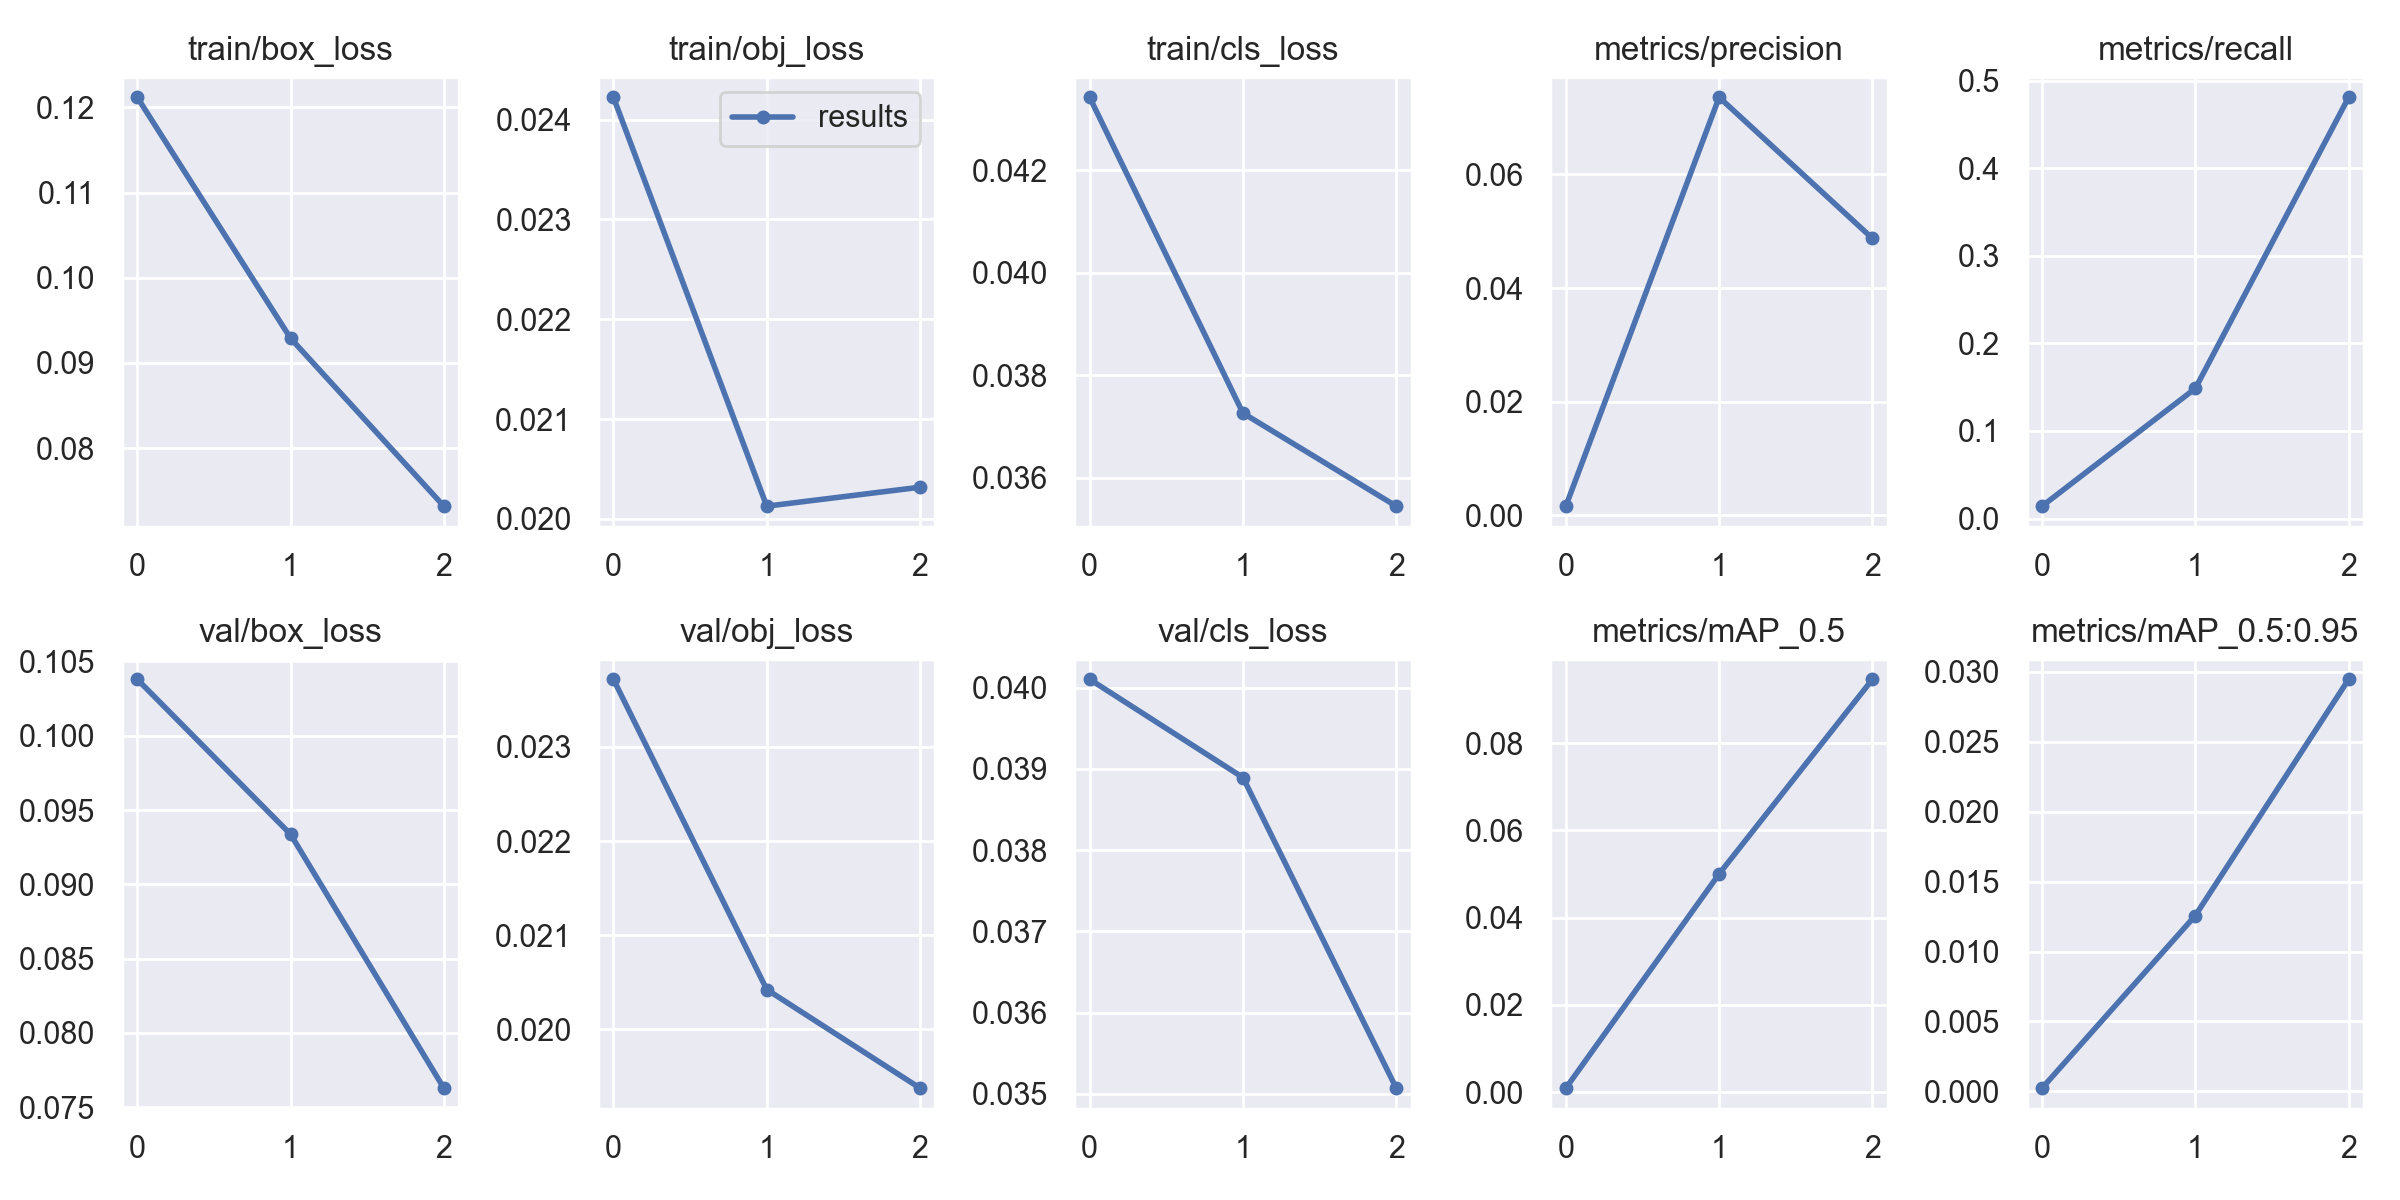 train/box_loss
0.12
0.11
0.10
0.09
0.08
0 1 2
train/obj_loss
results
0.024
0.023
0.022
0.021
0.020
0 1 2
train/cls_loss
0.042
0.040
0.038
0.036
0 1 2
metrics/precision
0.06
0.04
0.02
0.00
0 1 2
metrics/recall
0.5
0.4
0.3
0.2
0.1
0.0
0 1 2
val/box_loss
0.105
0.100
0.095
0.090
0.085
0.080
0.075
0 1 2
val/obj_loss
0.023
0.022
0.021
0.020
0 1 2
val/cls_loss
0.040
0.039
0.038
0.037
0.036
0.035
0 1 2
metrics/mAP_0.5
0.08
0.06
0.04
0.02
0.00
0 1 2
metrics/mAP_0.5:0.95
0.030
0.025
0.020
0.015
0.010
0.005
0.000
0 1 2